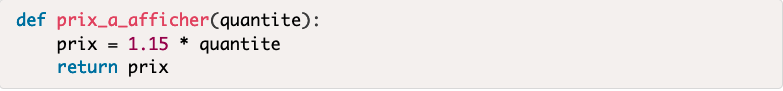 def prix_a_afficher(quantite):
    prix = 1.15 * quantite
    return prix